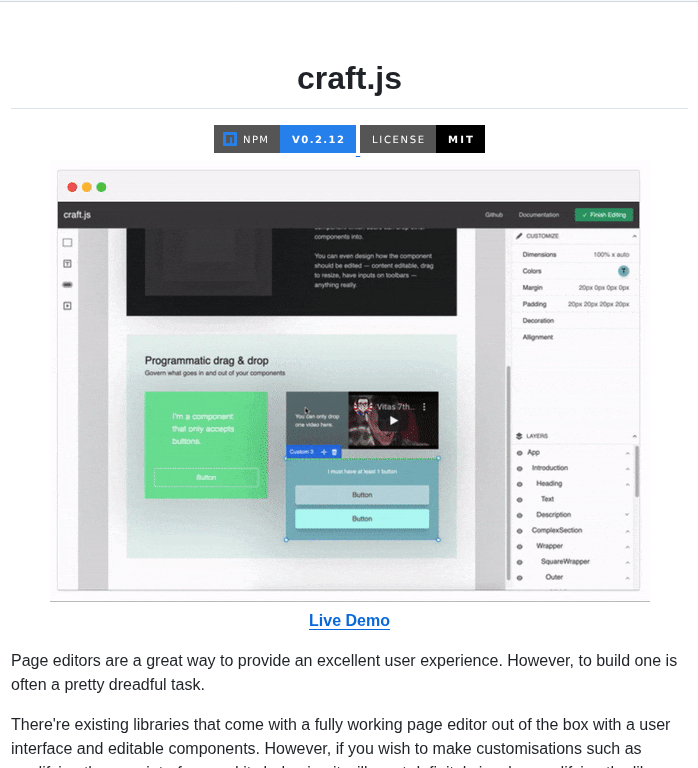 craft.js
NPM V0.2.12 LICENSE MIT
craft.js Github Documentation ✓ Finish Editing
components into.
You can even design how the component
should be edited — content editable, drag
to resize, have inputs on toolbars —
anything really.
Programmatic drag & drop
Govern what goes in and out of your components
I'm a component
that only accepts
buttons.
Button
You can only drop
one video here.
Vitas 7th...
Custom 3
I must have at least 1 button
Button
Button
CUSTOMIZE
Dimensions 100% x auto
Colors T
Margin 20px 0px 0px 0px
Padding 20px 20px 20px 20px
Decoration
Alignment
LAYERS
App
Introduction
Heading
Text
Description
ComplexSection
Wrapper
SquareWrapper
Outer
Live Demo
Page editors are a great way to provide an excellent user experience. However, to build one is
often a pretty dreadful task.
There're existing libraries that come with a fully working page editor out of the box with a user
interface and editable components. However, if you wish to make customisations such as